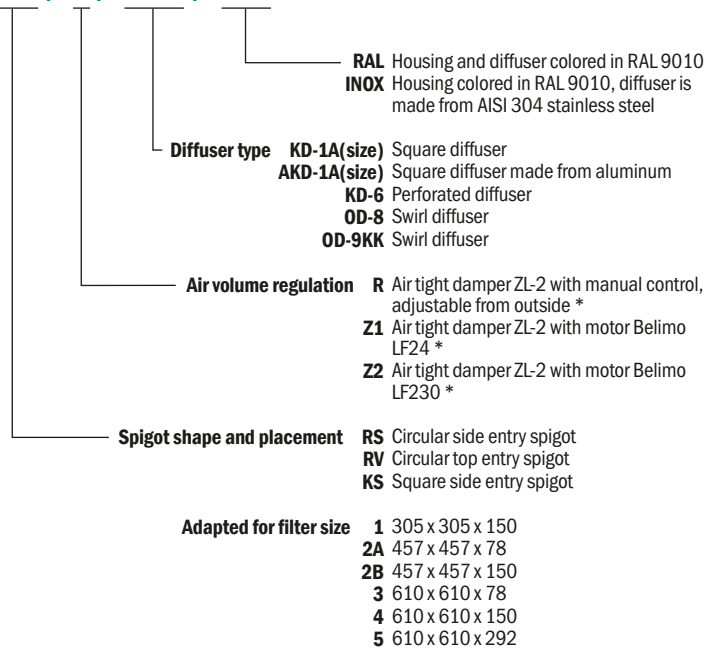 RAL Housing and diffuser colored in RAL 9010
INOX Housing colored in RAL 9010, diffuser is
made from AISI 304 stainless steel
Diffuser type KD-1A(size) Square diffuser
AKD-1A(size) Square diffuser made from aluminum
KD-6 Perforated diffuser
OD-8 Swirl diffuser
OD-9KK Swirl diffuser
Air volume regulation R Air tight damper ZL-2 with manual control,
adjustable from outside *
Z1 Air tight damper ZL-2 with motor Belimo
LF24 *
Z2 Air tight damper ZL-2 with motor Belimo
LF230 *
Spigot shape and placement RS Circular side entry spigot
RV Circular top entry spigot
KS Square side entry spigot
Adapted for filter size 1 305 x 305 x 150
2A 457 x 457 x 78
2B 457 x 457 x 150
3 610 x 610 x 78
4 610 x 610 x 150
5 610 x 610 x 292